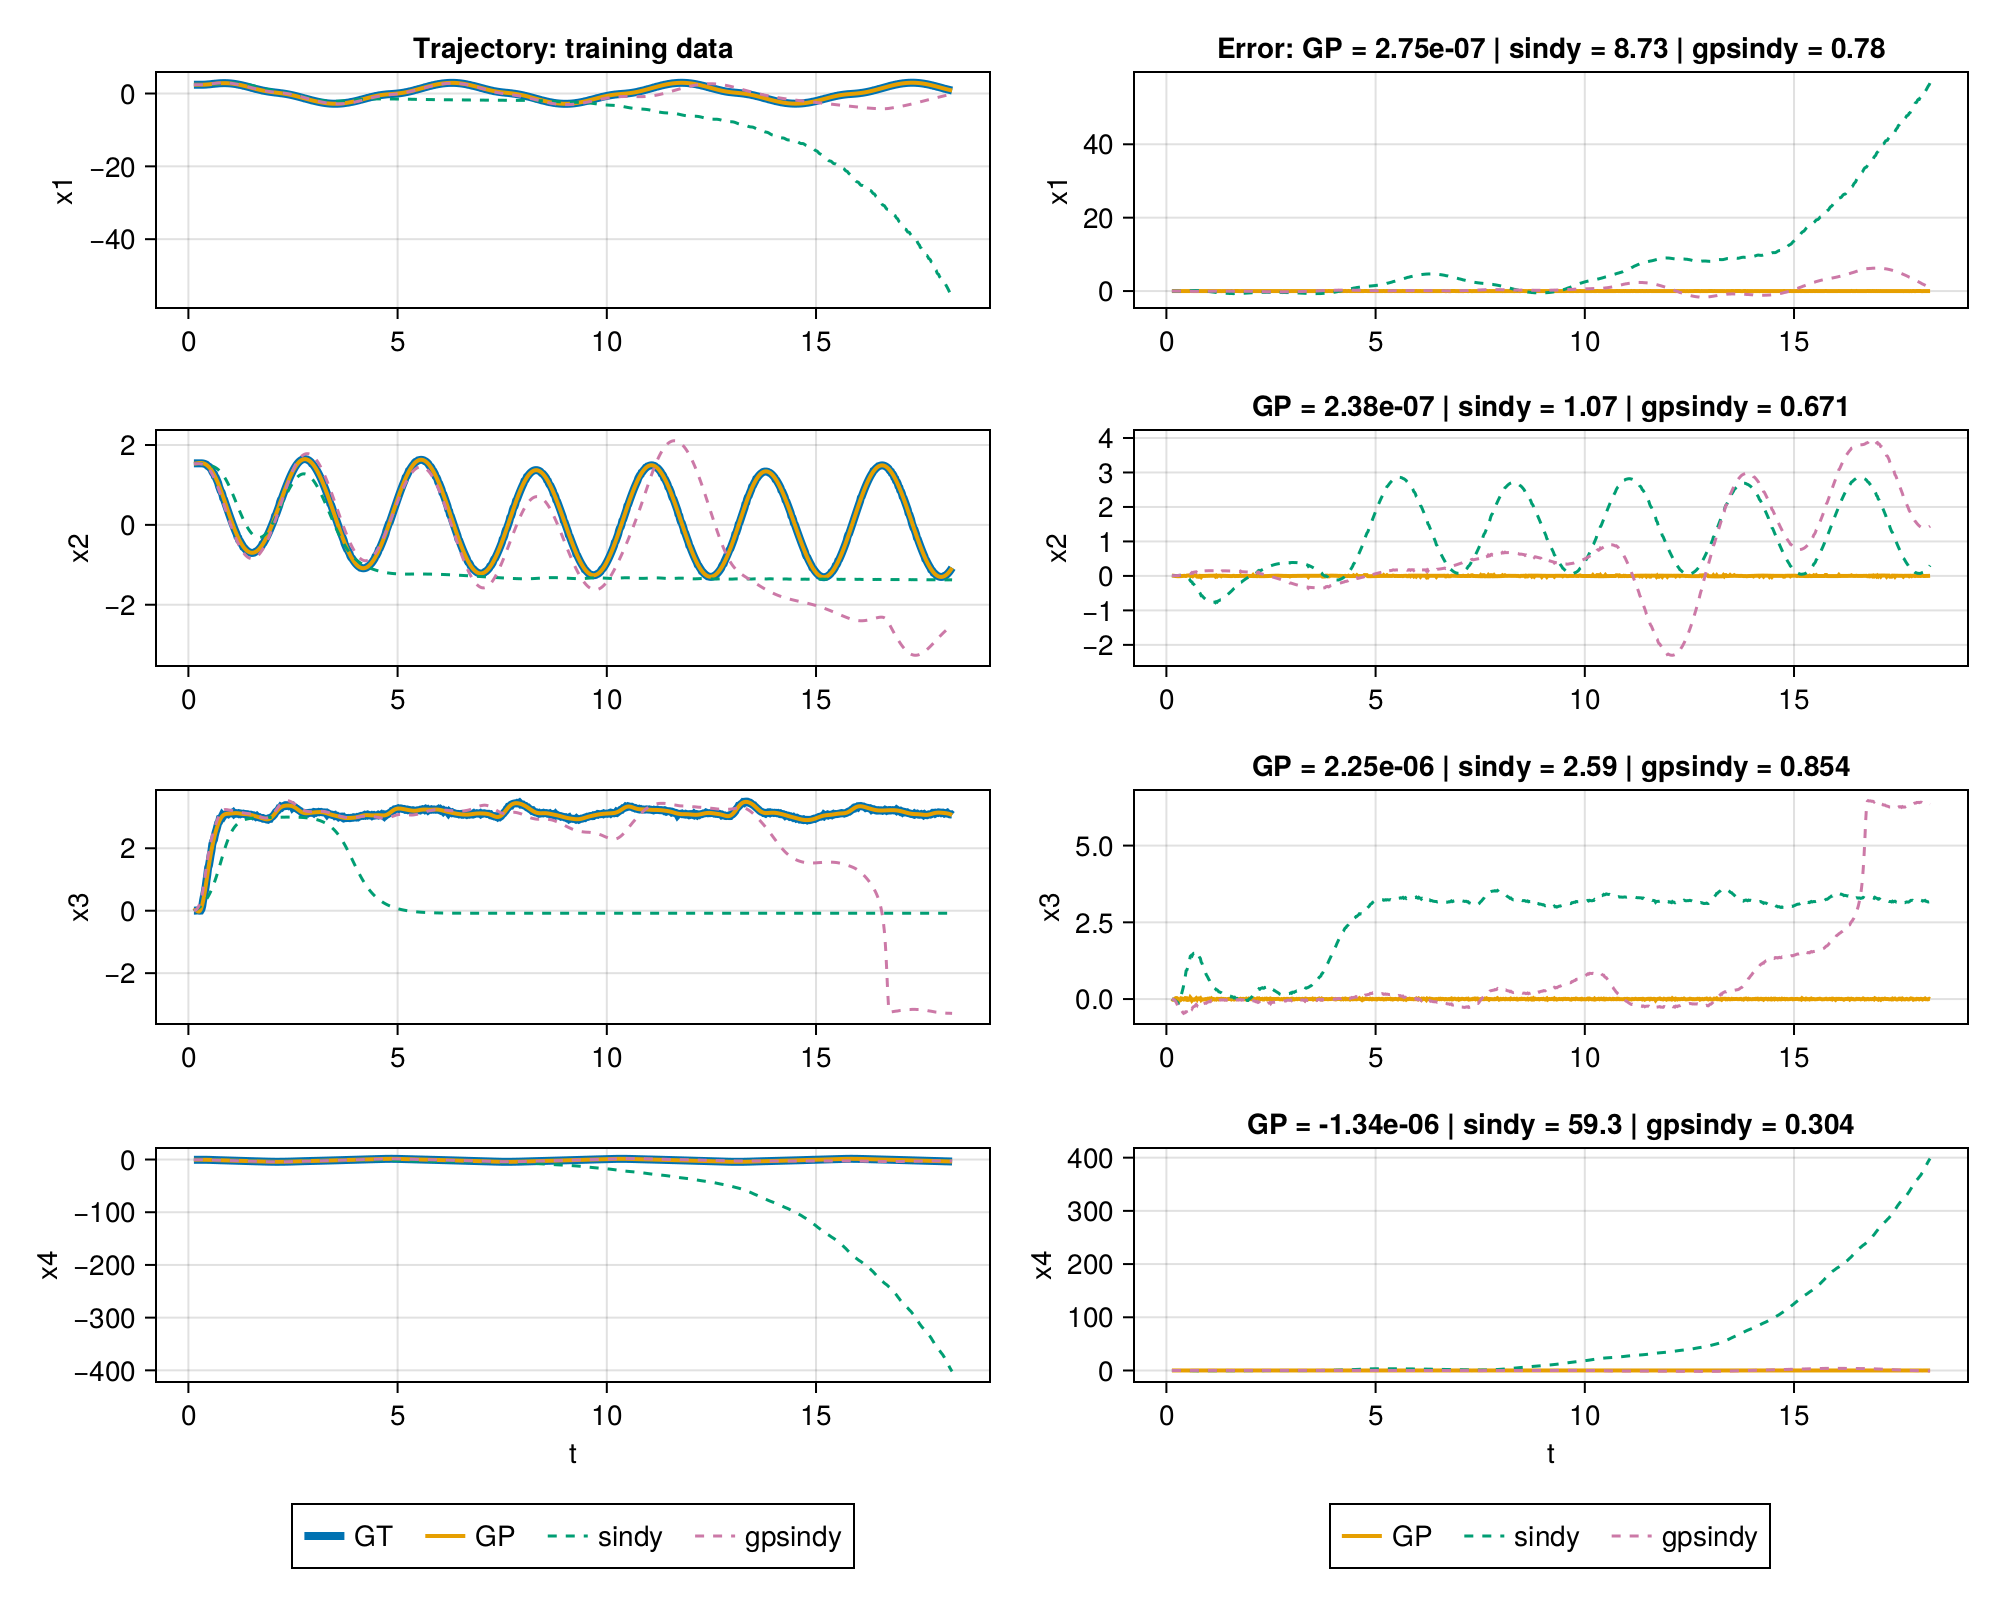 Trajectory: training data
Error: GP = 2.75e-07 | sindy = 8.73 | gpsindy = 0.78
x1
0
−20
−40
0 5 10 15
x1
40
20
0
0 5 10 15
x2
2
0
−2
0 5 10 15
GP = 2.38e-07 | sindy = 1.07 | gpsindy = 0.671
x2
4
3
2
1
0
−1
−2
0 5 10 15
x3
2
0
−2
0 5 10 15
GP = 2.25e-06 | sindy = 2.59 | gpsindy = 0.854
x3
5.0
2.5
0.0
0 5 10 15
x4
0
−100
−200
−300
−400
0 5 10 15
t
GP = -1.34e-06 | sindy = 59.3 | gpsindy = 0.304
x4
400
300
200
100
0
0 5 10 15
t
GT GP sindy gpsindy
GP sindy gpsindy